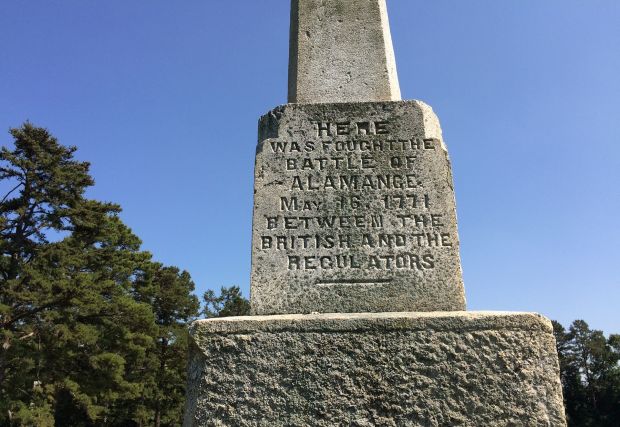 HERE
WAS FOUGHT THE
BATTLE OF
ALAMANCE.
MAY 16, 1771
BETWEEN THE
BRITISH AND THE
REGULATORS